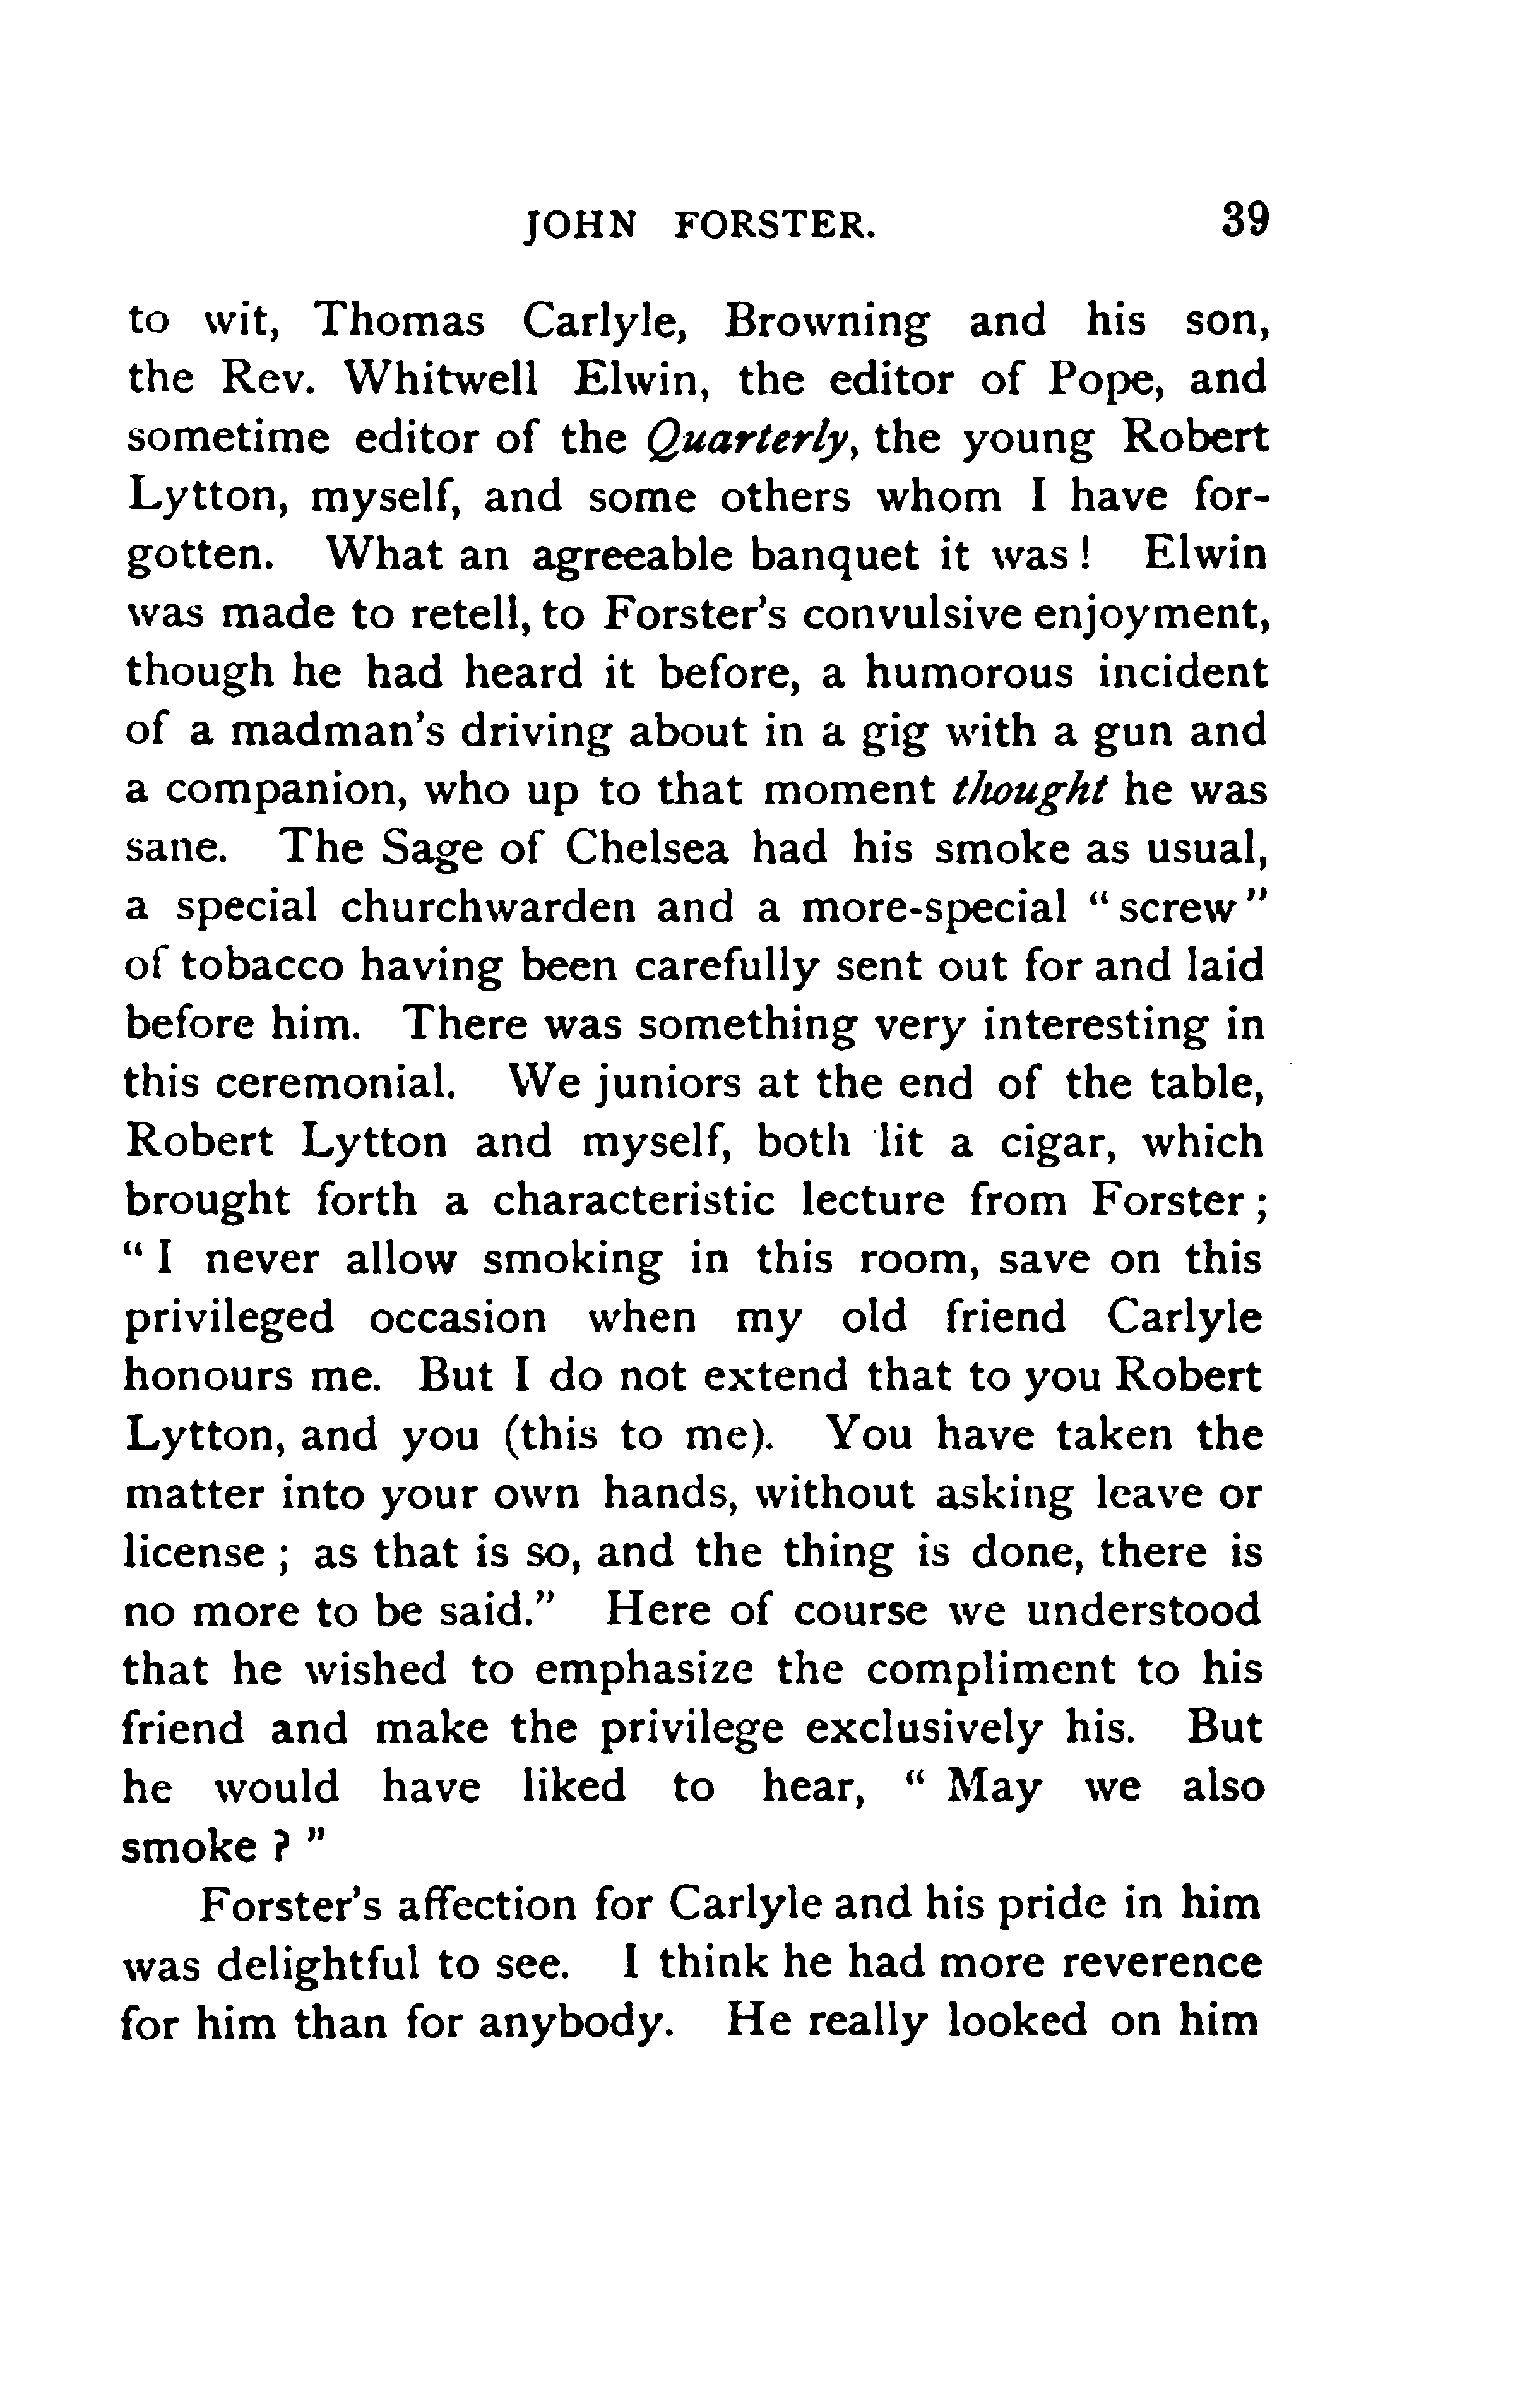 JOHN FORSTER. 39
to wit, Thomas Carlyle, Browning and his son,
the Rev. Whitwell Elwin, the editor of Pope, and
sometime editor of the Quarterly, the young Robert
Lytton, myself, and some others whom I have for-
gotten. What an agreeable banquet it was! Elwin
was made to retell, to Forster's convulsive enjoyment,
though he had heard it before, a humorous incident
of a madman's driving about in a gig with a gun and
a companion, who up to that moment thought he was
sane. The Sage of Chelsea had his smoke as usual,
a special churchwarden and a more-special “screw”
of tobacco having been carefully sent out for and laid
before him. There was something very interesting in
this ceremonial. We juniors at the end of the table,
Robert Lytton and myself, both lit a cigar, which
brought forth a characteristic lecture from Forster;
“I never allow smoking in this room, save on this
privileged occasion when my old friend Carlyle
honours me. But I do not extend that to you Robert
Lytton, and you (this to me). You have taken the
matter into your own hands, without asking leave or
license; as that is so, and the thing is done, there is
no more to be said.” Here of course we understood
that he wished to emphasize the compliment to his
friend and make the privilege exclusively his. But
he would have liked to hear, “May we also
smoke?”
Forster's affection for Carlyle and his pride in him
was delightful to see. I think he had more reverence
for him than for anybody. He really looked on him